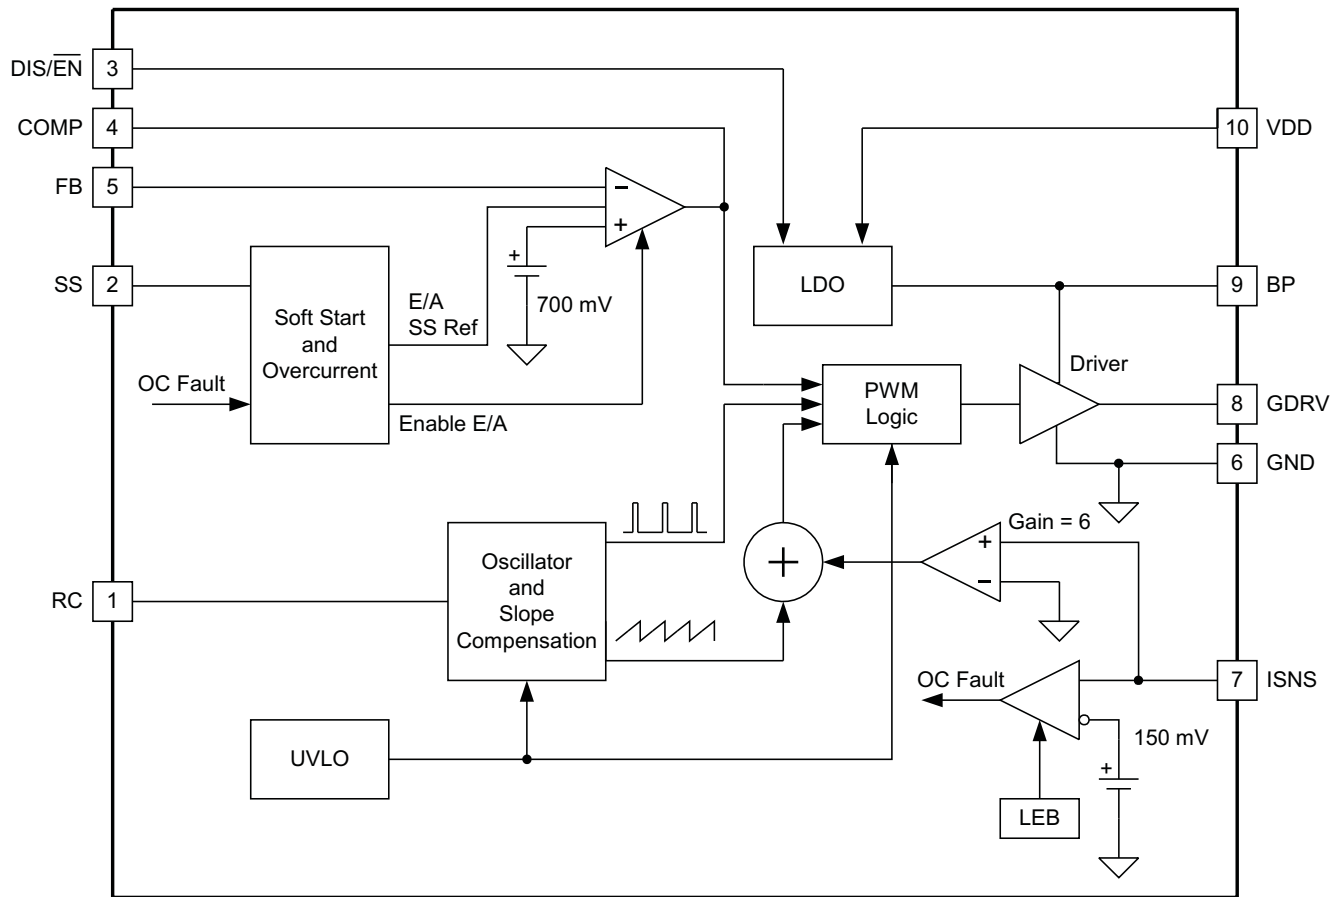 DIS/E̅N̅ 3
COMP 4
10 VDD
FB 5
−
+
+
700 mV
SS 2
Soft Start
and
Overcurrent
E/A
SS Ref
OC Fault
Enable E/A
LDO
9 BP
Driver
PWM
Logic
8 GDRV
6 GND
Gain = 6
+
−
+
Oscillator
and
Slope
Compensation
RC 1
OC Fault
7 ISNS
150 mV
+
UVLO
LEB